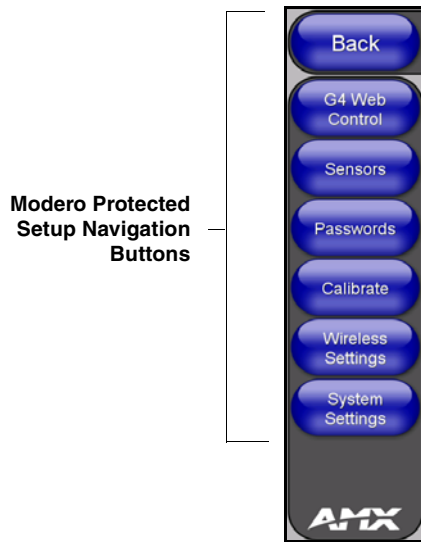 Modero Protected
Setup Navigation
Buttons
Back
G4 Web
Control
Sensors
Passwords
Calibrate
Wireless
Settings
System
Settings
AMX